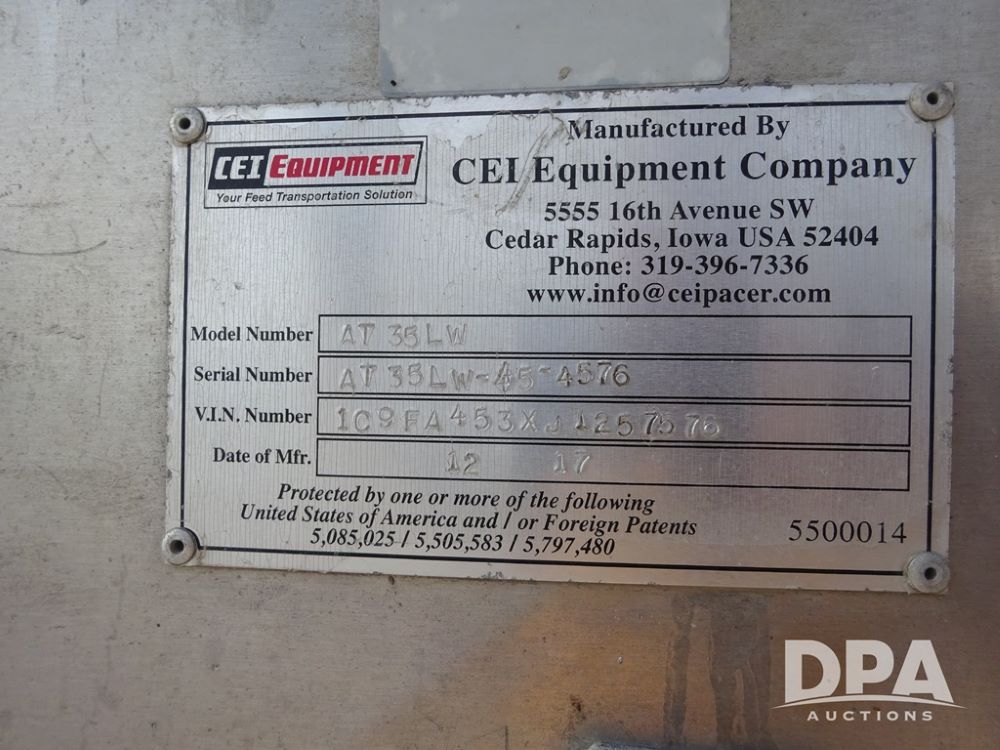 CEI EQUIPMENT
Your Feed Transportation Solution
Manufactured By
CEI Equipment Company
5555 16th Avenue SW
Cedar Rapids, Iowa USA 52404
Phone: 319-396-7336
www.info@ceipacer.com
Model Number AT 35LW
Serial Number AT 35LW-45-4576
V.I.N. Number 1C9FA453XJ1257576
Date of Mfr. 12 17
Protected by one or more of the following
United States of America and / or Foreign Patents
5,085,025 / 5,505,583 / 5,797,480
5500014
DPA
AUCTIONS